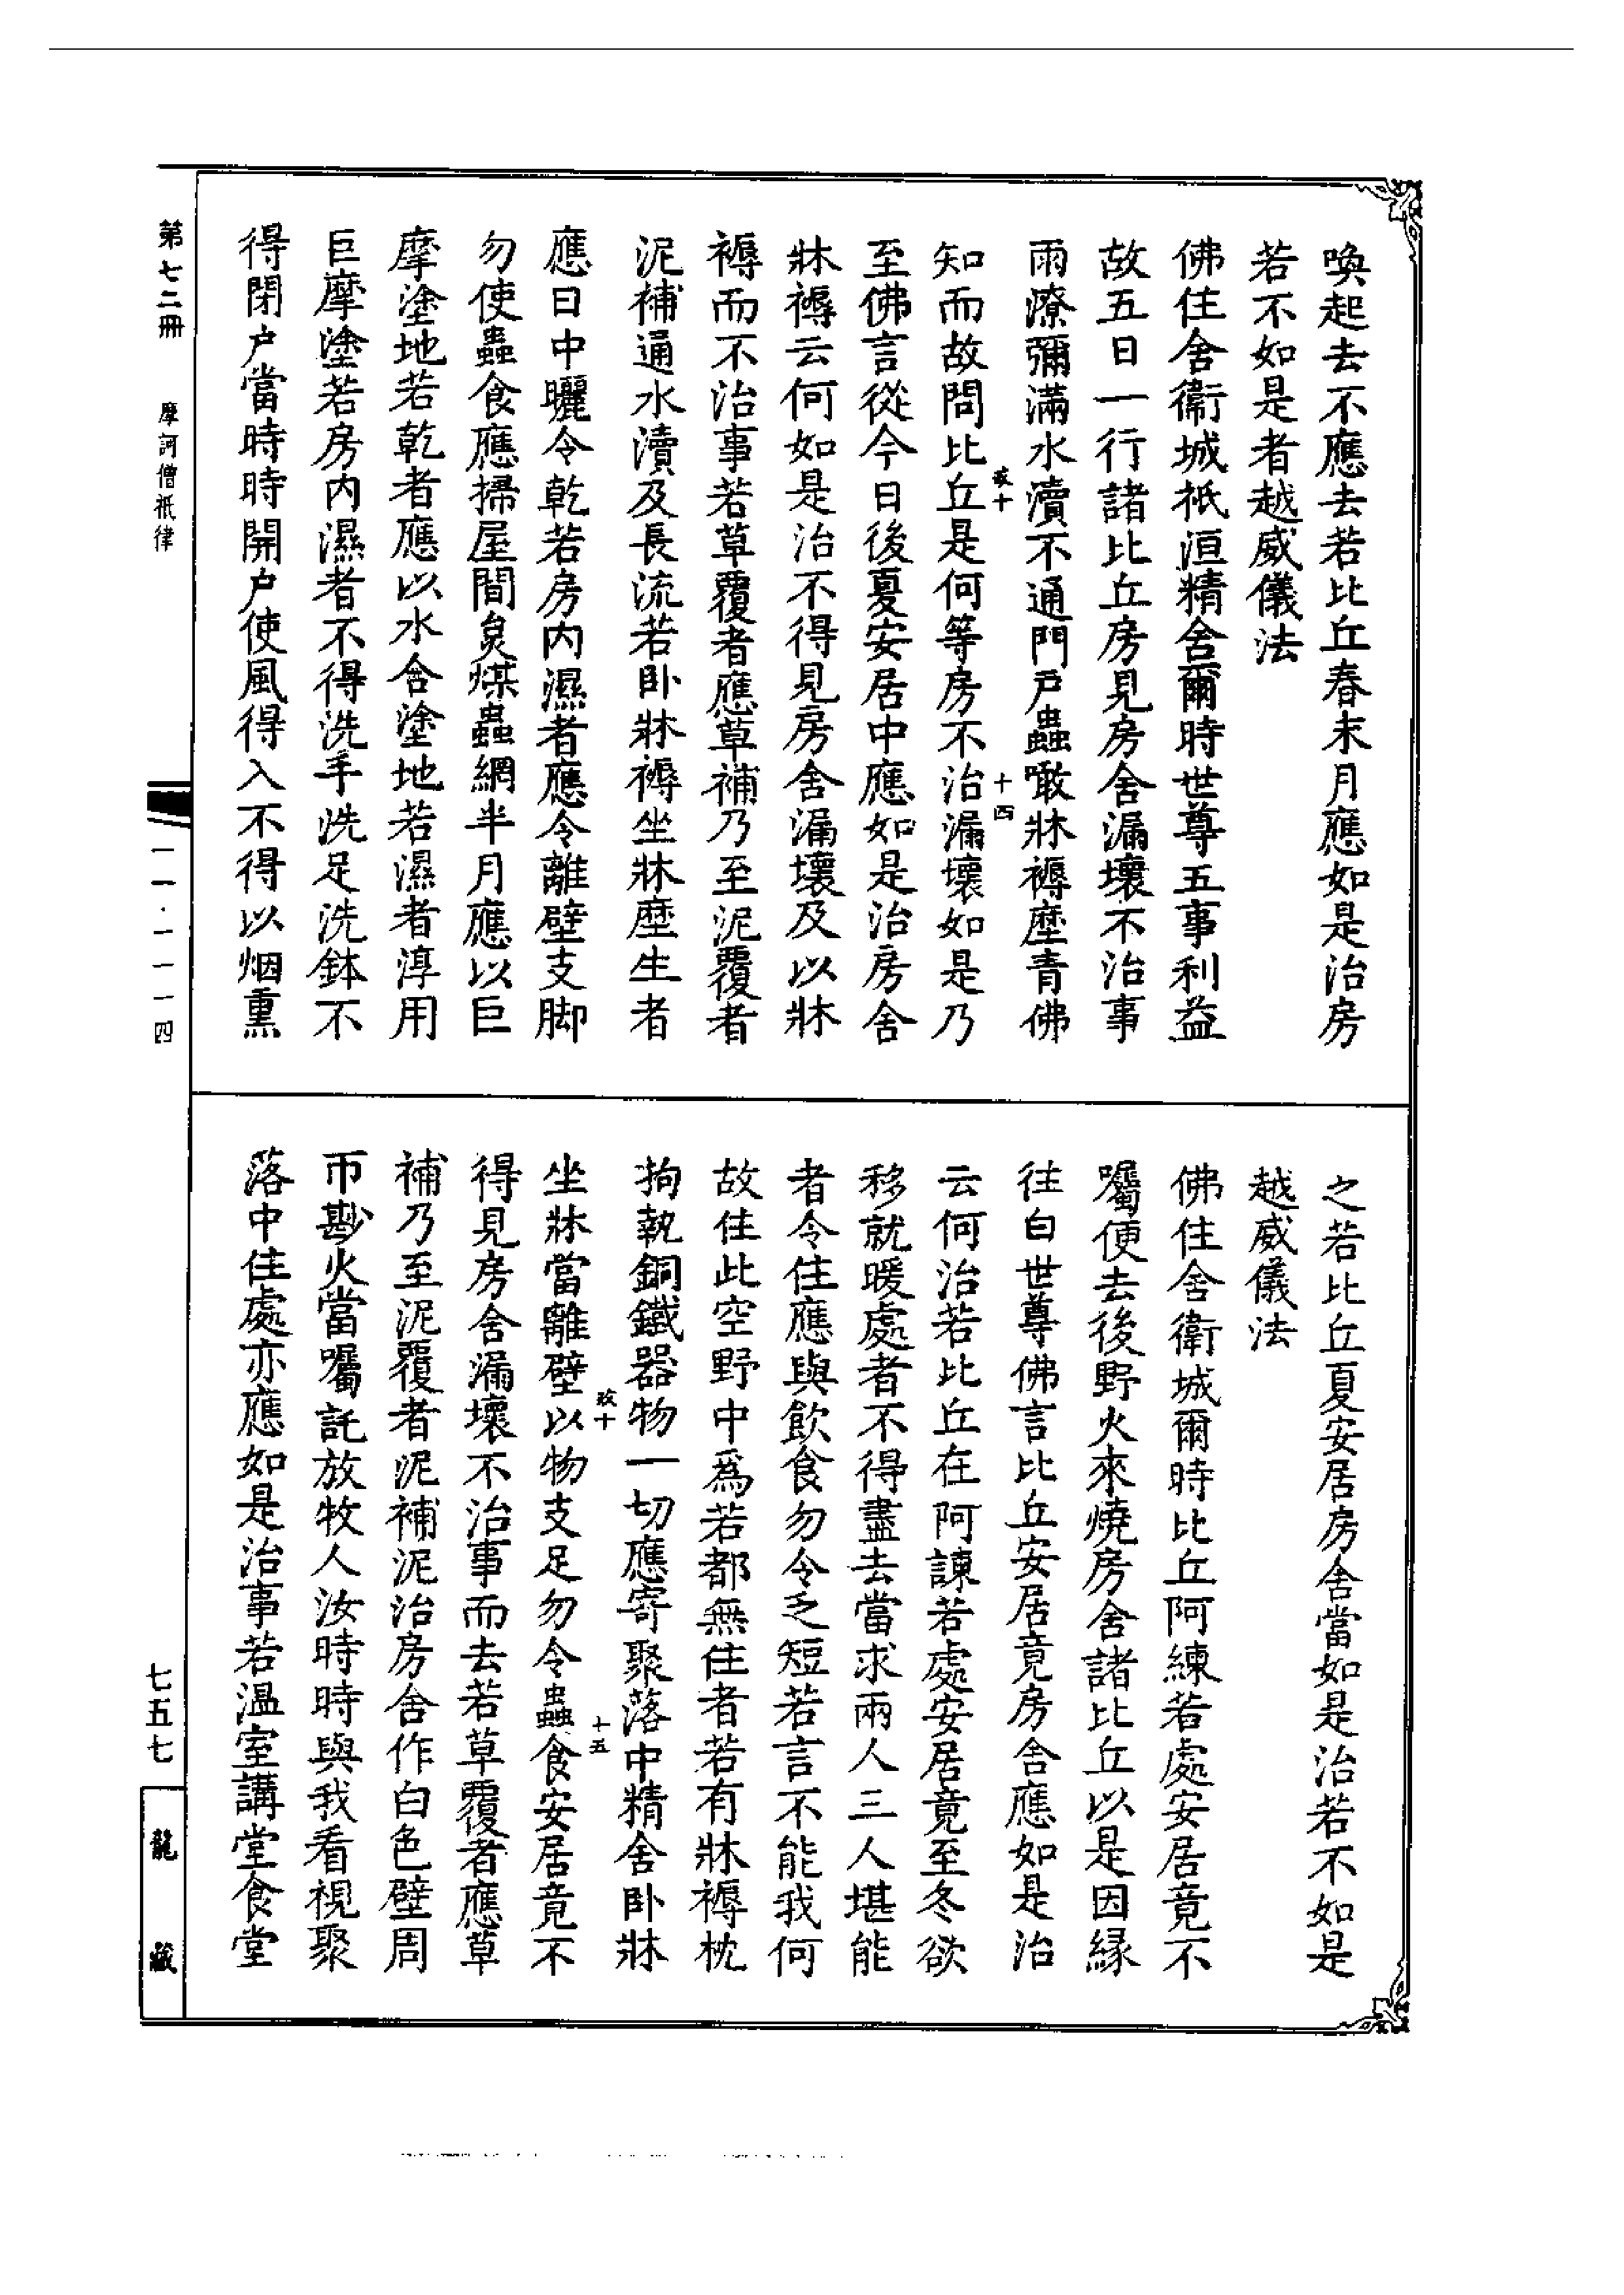 喚起去不應去若比丘春末月應如是治房
若不如是者越威儀法
佛住舍衛城祇洹精舍爾時世尊五事利益
故五日一行諸比丘房見房舍漏壞不治事
雨潦彌滿水瀆不通門戶蟲噉牀褥塵青佛
知而故問比丘是何等房不治漏壞如是乃
至佛言從今日後夏安居中應如是治房舍
牀褥云何如是治不得見房舍漏壞及以牀
褥而不治事若草覆者應草補乃至泥覆者
泥補通水瀆及長流若臥牀褥坐牀塵生者
應日中曬令乾若房內濕者應令離壁支脚
勿使蟲食應掃屋間炱煤蟲網半月應以巨
摩塗地若乾者應以水合塗地若濕者淳用
巨摩塗若房內濕者不得洗手洗足洗鉢不
得閉戶當時時開戶使風得入不得以烟熏
之若比丘夏安居房舍當如是治若不如是
越威儀法
佛住舍衛城爾時比丘阿練若處安居竟不
囑便去後野火來燒房舍諸比丘以是因緣
往白世尊佛言比丘安居竟房舍應如是治
云何治若比丘在阿諫若處安居竟至冬欲
移就暖處者不得盡去當求兩人三人堪能
者令住應與飲食勿令乏短若言不能我何
故住此空野中爲若都無住者若有牀褥枕
拘執銅鐵器物一切應寄聚落中精舍臥牀
坐牀當離壁以物支足勿令蟲食安居竟不
得見房舍漏壞不治事而去若草覆者應草
補乃至泥覆者泥補泥治房舍作白色壁周
帀斟火當囑託放牧人汝時時與我看視聚
落中住處亦應如是治事若溫室講堂食堂
第七二冊
摩訶僧祇律
一一·一一一四
七五七
龍藏
十四
十五